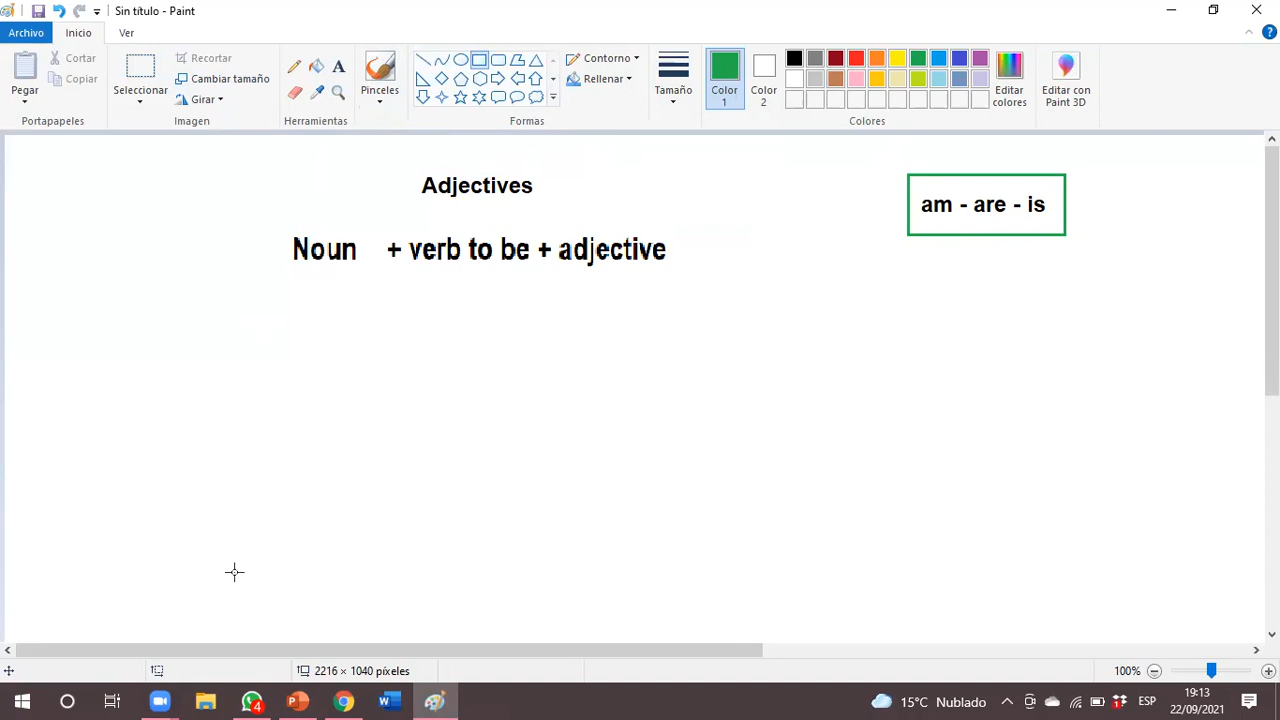 Sin título - Paint
Archivo
Inicio
Ver
Pegar
Cortar
Copiar
Portapapeles
Seleccionar
Recortar
Cambiar tamaño
Girar
Imagen
A
Herramientas
Pinceles
Contorno
Rellenar
Formas
Tamaño
Color 1
Color 2
Editar colores
Colores
Editar con Paint 3D
Adjectives
am - are - is
Noun + verb to be + adjective
2216 × 1040 píxeles
100%
4
15°C Nublado
ESP
19:13
22/09/2021